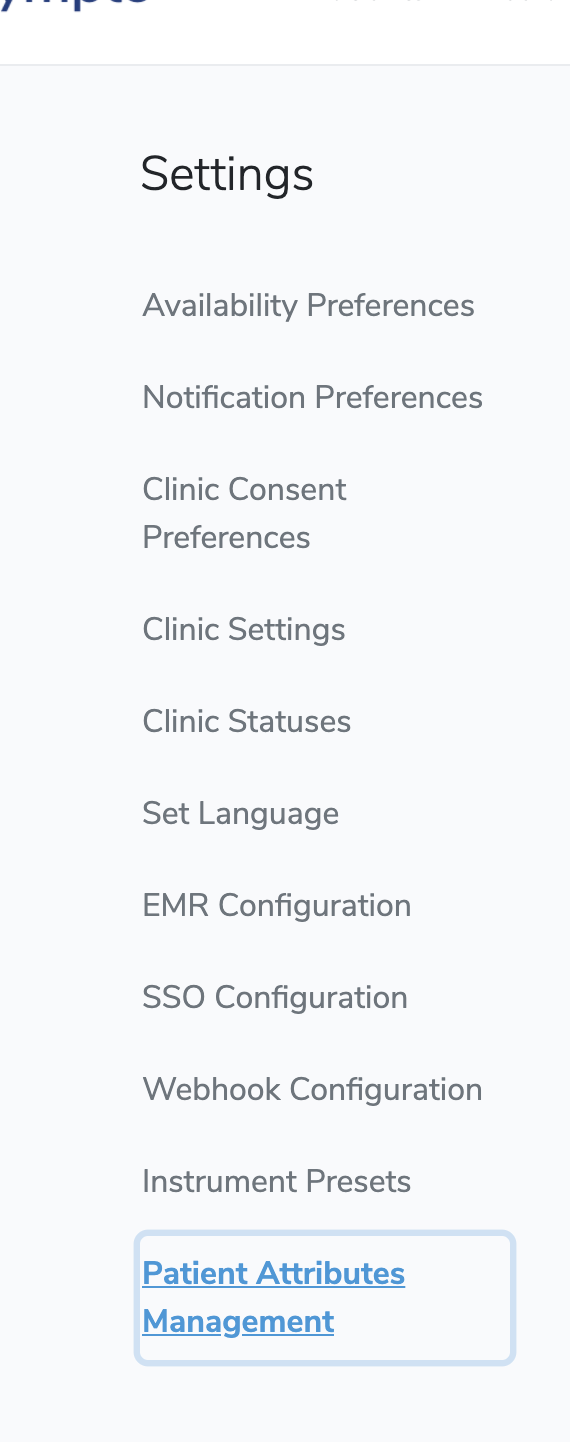 Settings
Availability Preferences
Notification Preferences
Clinic Consent
Preferences
Clinic Settings
Clinic Statuses
Set Language
EMR Configuration
SSO Configuration
Webhook Configuration
Instrument Presets
Patient Attributes
Management